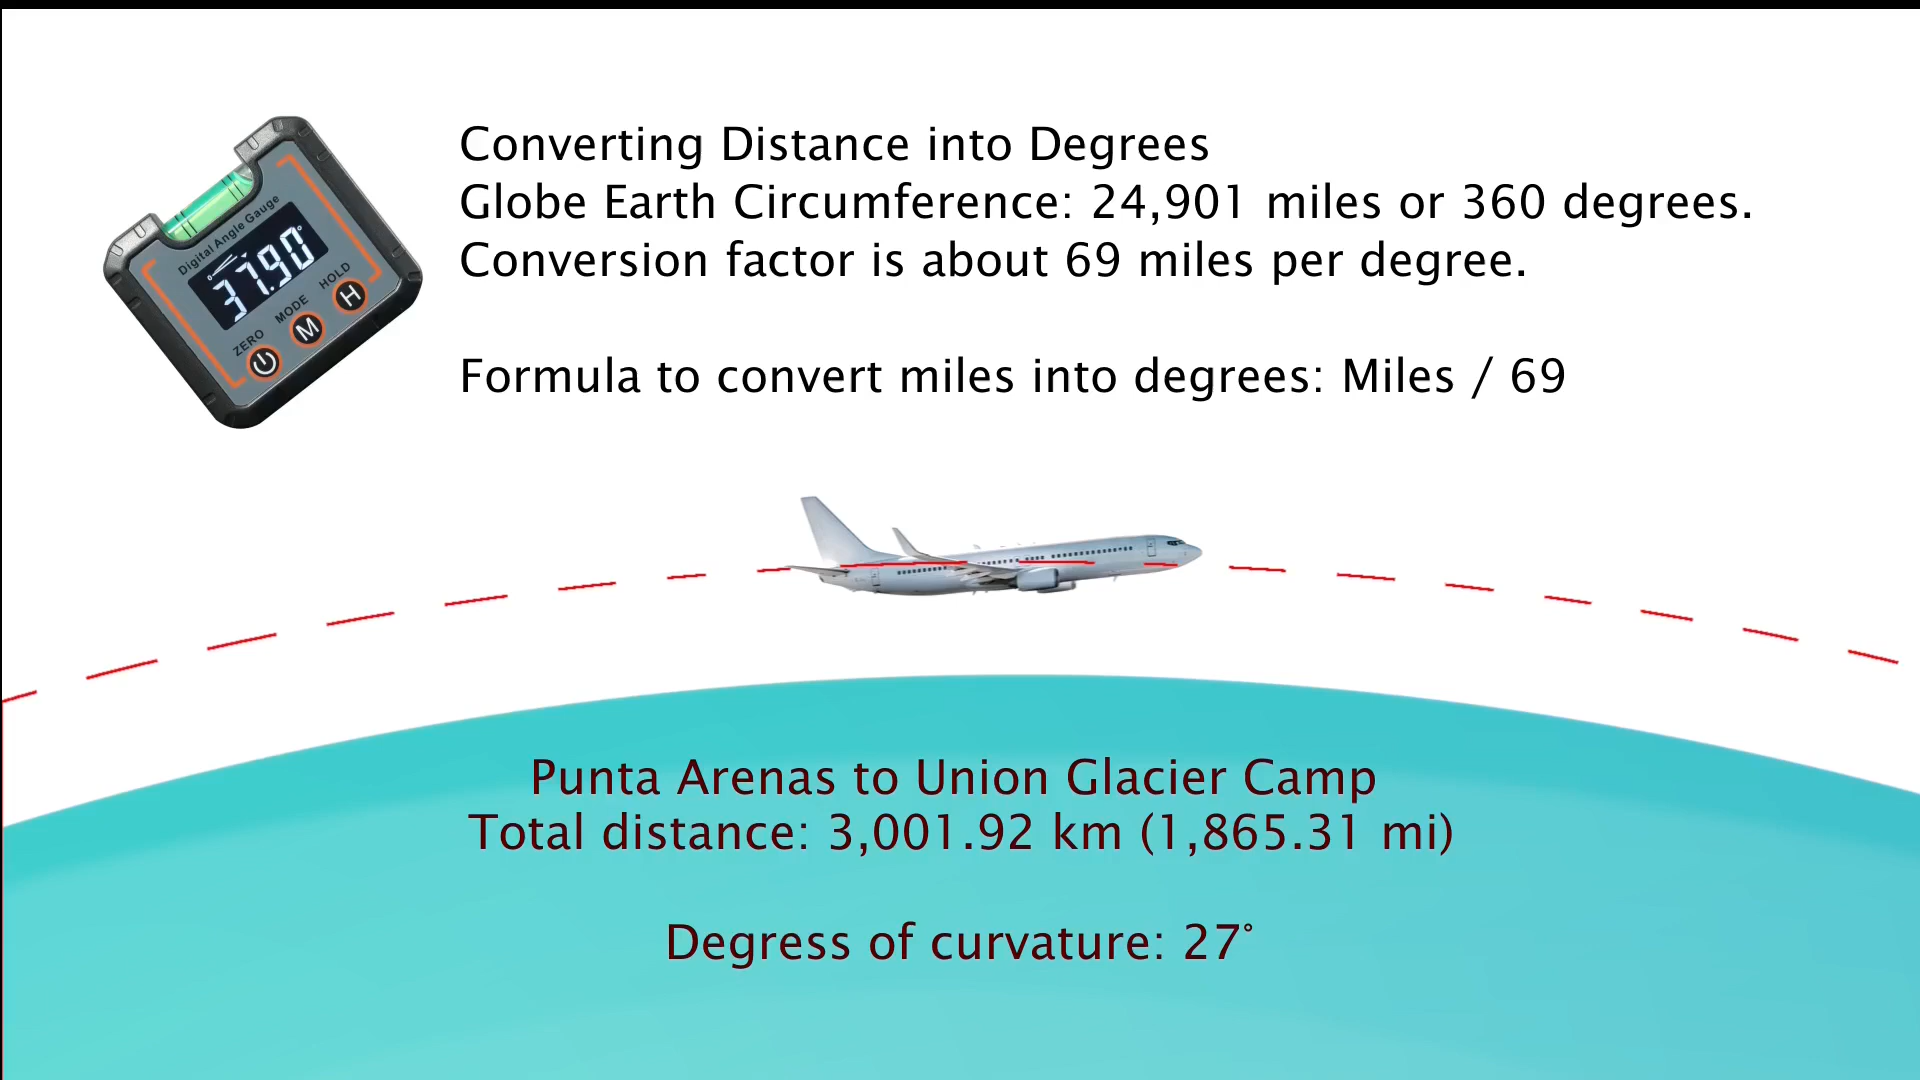 Converting Distance into Degrees
Globe Earth Circumference: 24,901 miles or 360 degrees.
Conversion factor is about 69 miles per degree.
Formula to convert miles into degrees: Miles / 69
Digital Angle Gauge
37.90°
ZERO MODE HOLD
M H
Punta Arenas to Union Glacier Camp
Total distance: 3,001.92 km (1,865.31 mi)
Degress of curvature: 27°